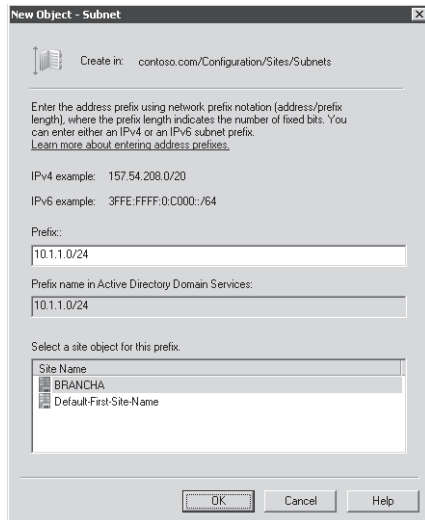 New Object - Subnet
Create in: contoso.com/Configuration/Sites/Subnets
Enter the address prefix using network prefix notation (address/prefix
length), where the prefix length indicates the number of fixed bits. You
can enter either an IPv4 or an IPv6 subnet prefix.
Learn more about entering address prefixes.
IPv4 example: 157.54.208.0/20
IPv6 example: 3FFE:FFFF:0:C000::/64
Prefix::
10.1.1.0/24
Prefix name in Active Directory Domain Services:
10.1.1.0/24
Select a site object for this prefix.
Site Name
BRANCHA
Default-First-Site-Name
OK Cancel Help